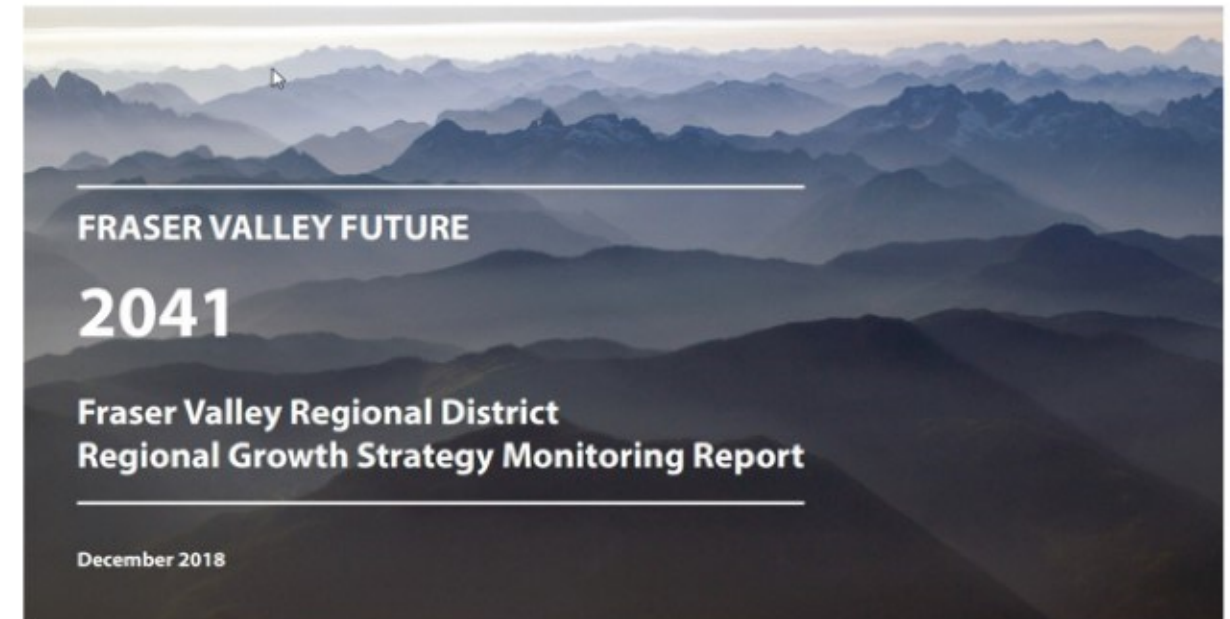 FRASER VALLEY FUTURE
2041
Fraser Valley Regional District
Regional Growth Strategy Monitoring Report
December 2018